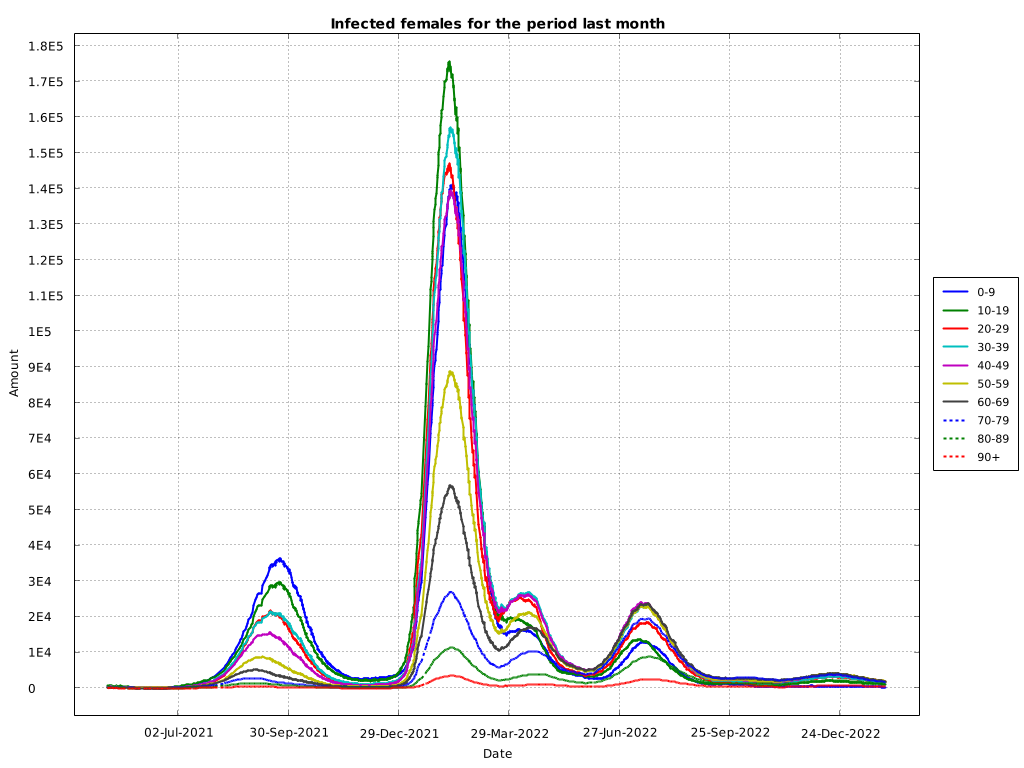 Infected females for the period last month
1.8E5
1.7E5
1.6E5
1.5E5
1.4E5
1.3E5
1.2E5
1.1E5
1E5
9E4
8E4
7E4
6E4
5E4
4E4
3E4
2E4
1E4
0
Amount
02-Jul-2021 30-Sep-2021 29-Dec-2021 29-Mar-2022 27-Jun-2022 25-Sep-2022 24-Dec-2022
Date
0-9
10-19
20-29
30-39
40-49
50-59
60-69
70-79
80-89
90+